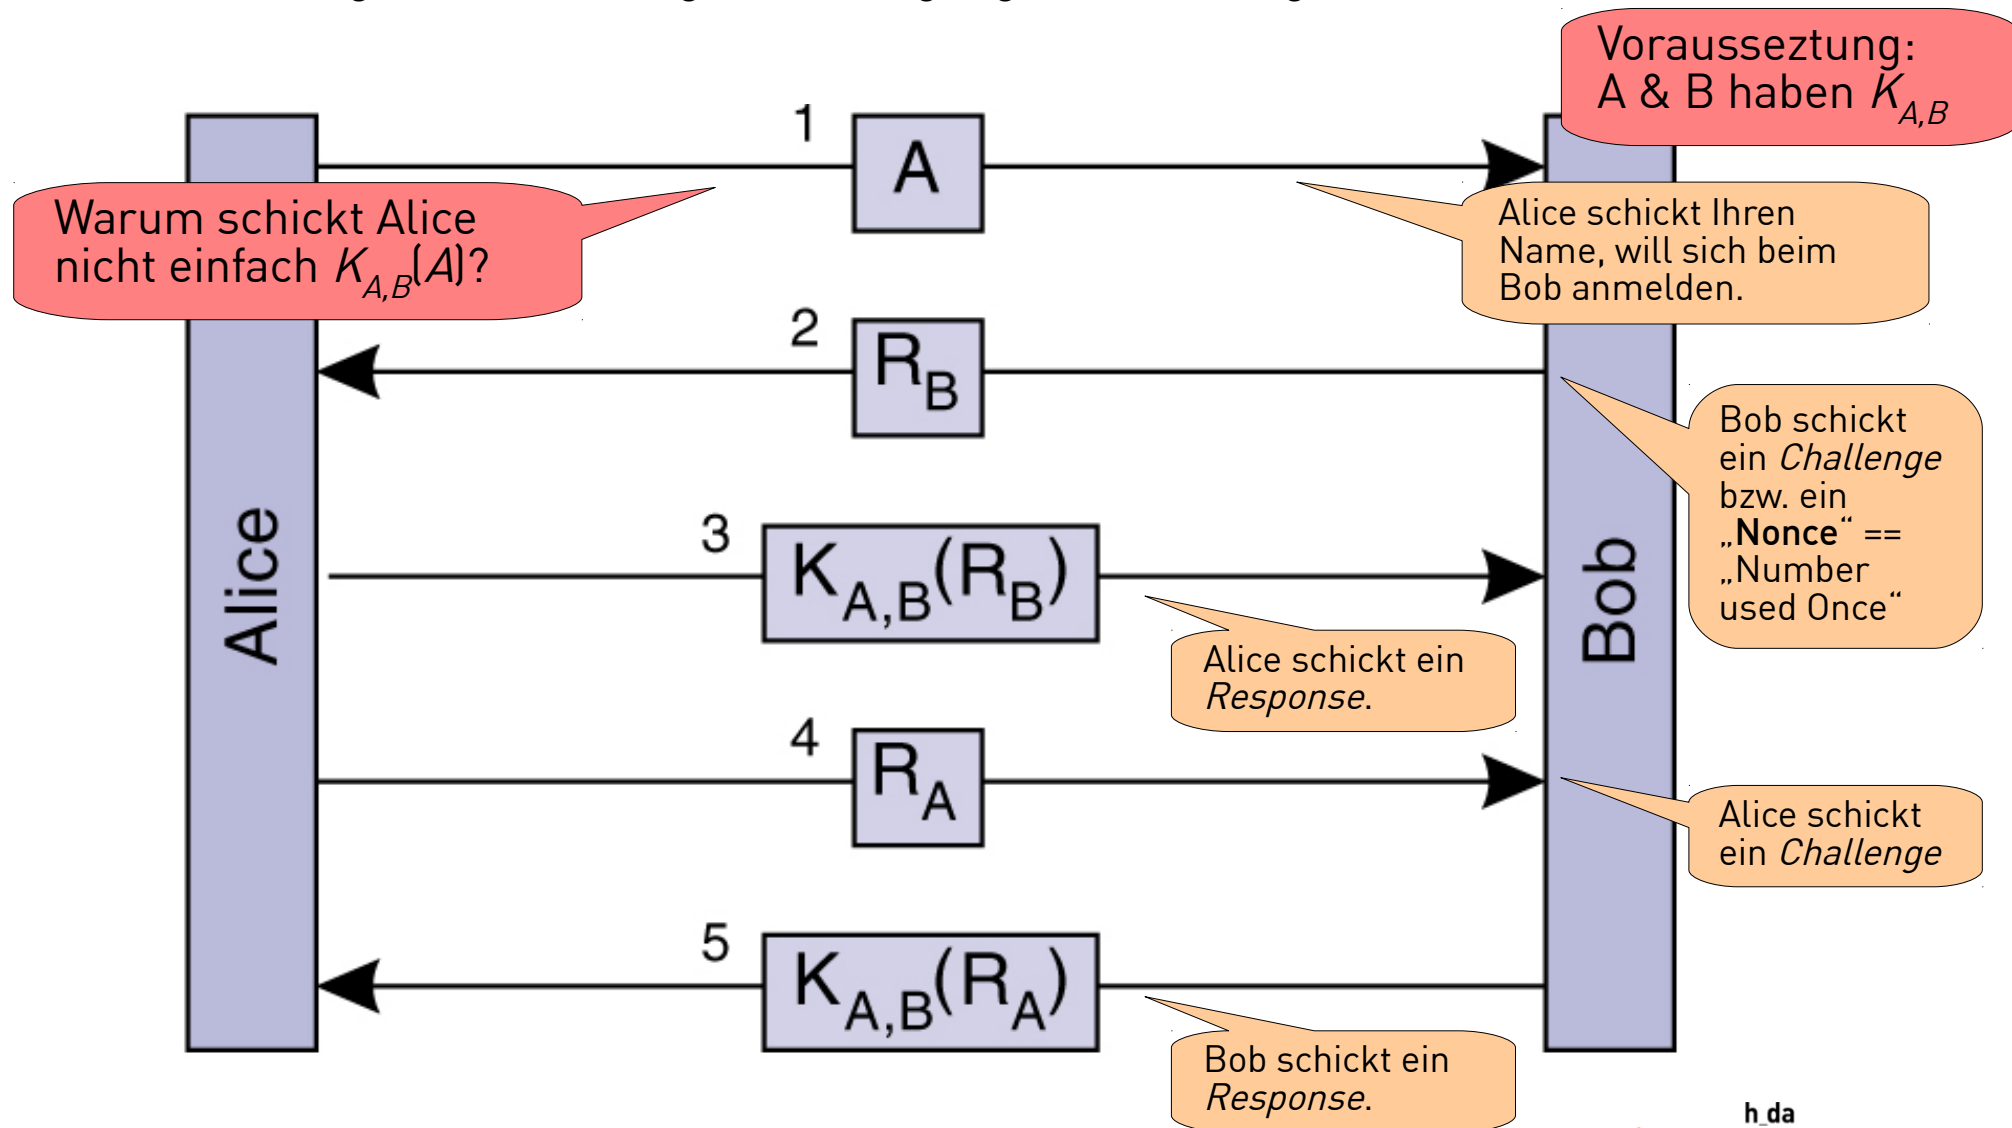 Vorausseztung:
A & B haben K_A,B
1
A
Warum schickt Alice
nicht einfach K_A,B(A)?
Alice schickt Ihren
Name, will sich beim
Bob anmelden.
2
R_B
Bob schickt
ein Challenge
bzw. ein
„Nonce“ ==
„Number
used Once“
Alice
Bob
3
K_A,B(R_B)
Alice schickt ein
Response.
4
R_A
Alice schickt
ein Challenge
5
K_A,B(R_A)
Bob schickt ein
Response.
h_da